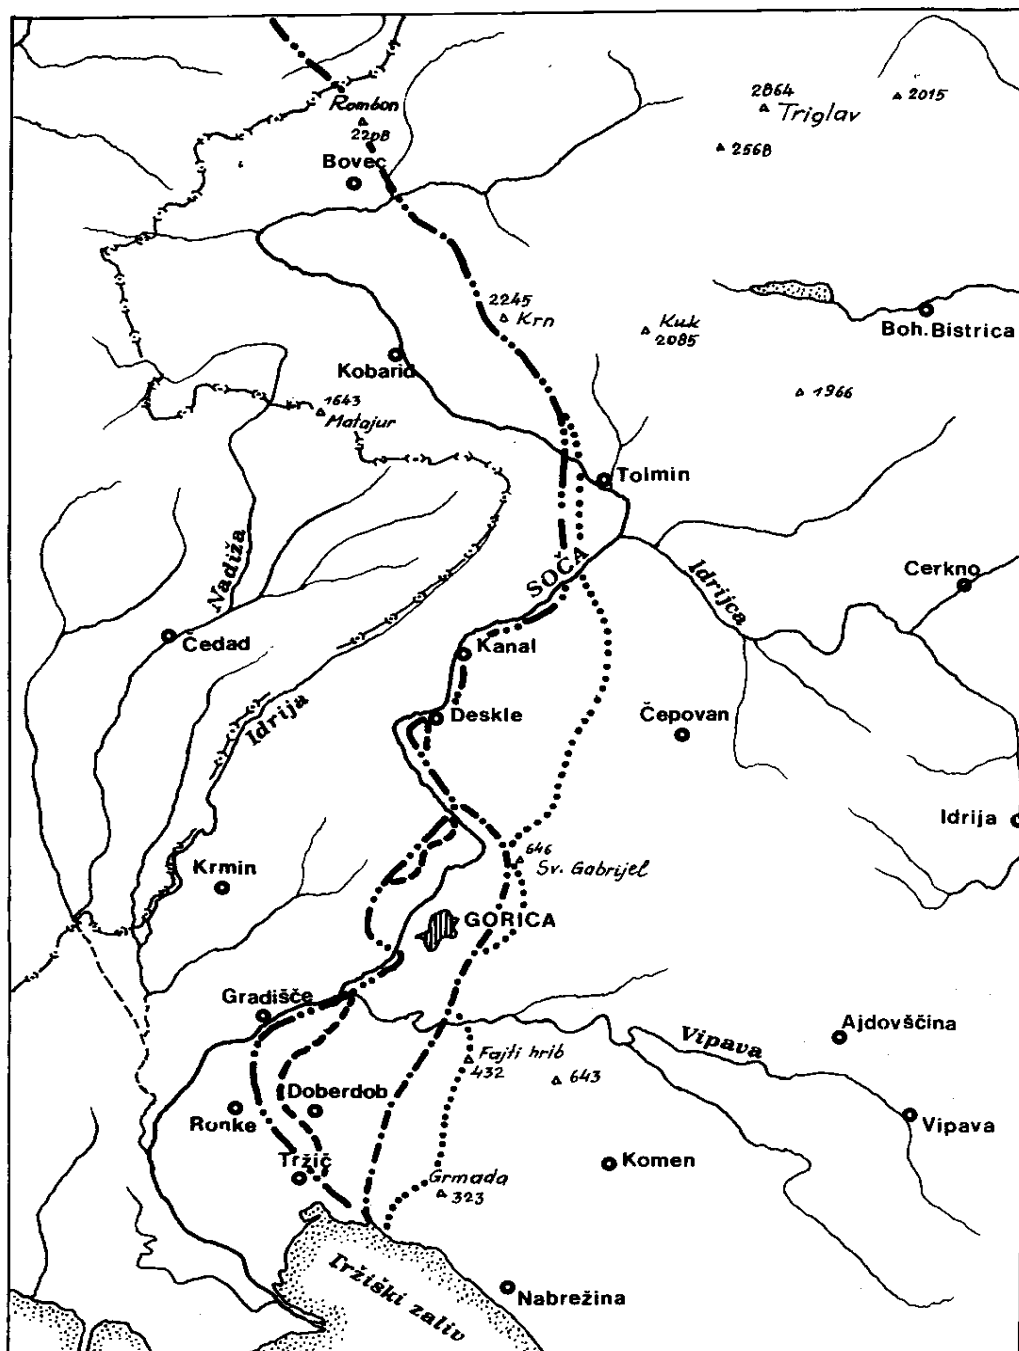 2864
Triglav
2015
2568
Rombon
2208
Bovec
2245
Krn
Kuk
2085
Boh. Bistrica
Kobarid
1643
Matajur
1966
Tolmin
Nadiža
SOČA
Idrijca
Cerkno
Čedad
Kanal
Idrija
Deskle
Čepovan
Idrija
646
Sv. Gabrijel
Krmin
GORICA
Gradišče
Vipava
Ajdovščina
Fajti hrib
432
643
Doberdob
Ronke
Vipava
Tržič
Komen
Grmada
323
Tržiški zaliv
Nabrežina